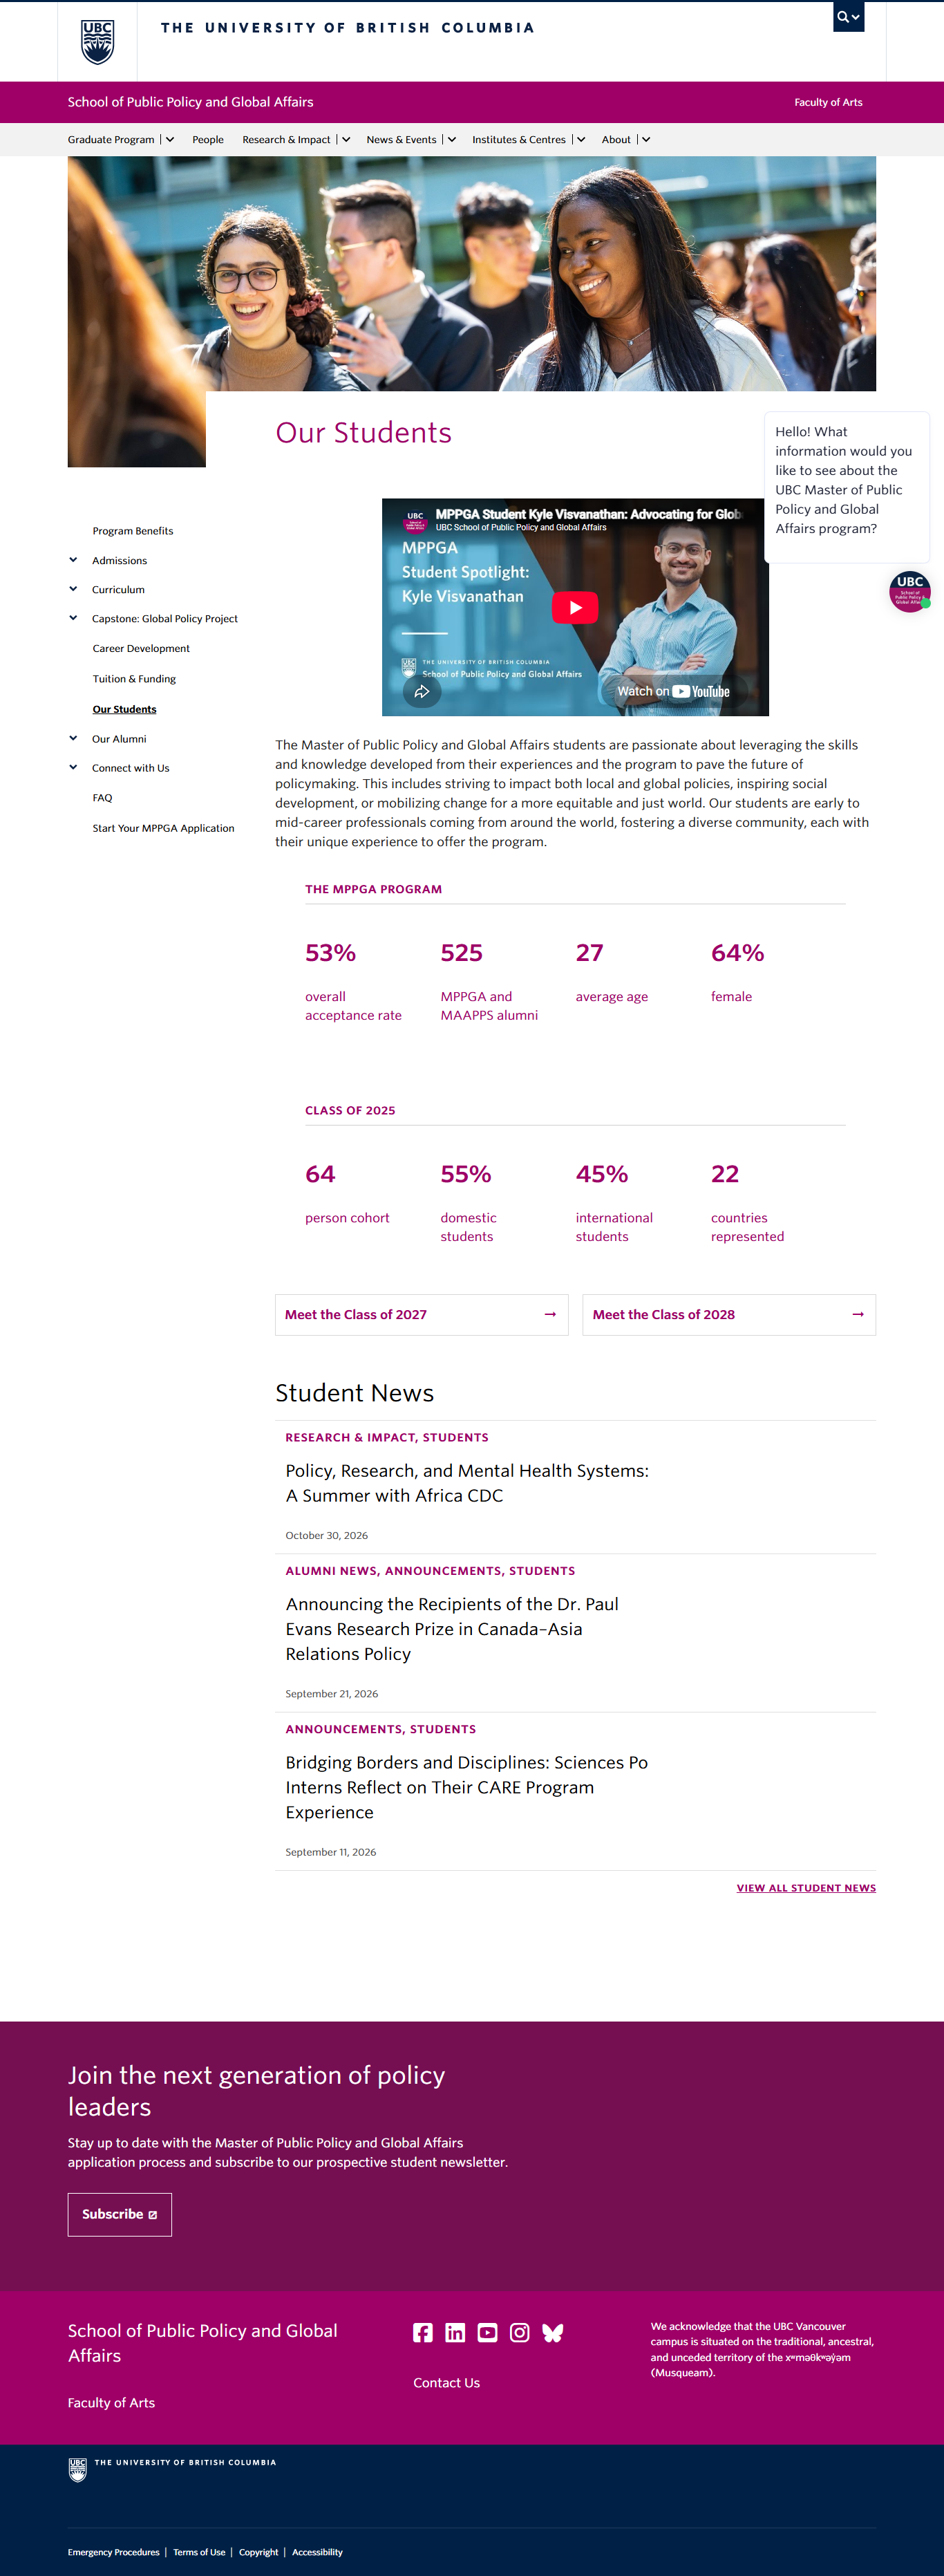 UBC
THE UNIVERSITY OF BRITISH COLUMBIA
School of Public Policy and Global Affairs
Faculty of Arts
Graduate Program
People
Research & Impact
News & Events
Institutes & Centres
About
Our Students
Hello! What
information would you
like to see about the
UBC Master of Public
Policy and Global
Affairs program?
UBC
School of
Public Policy &
Global Affairs
Program Benefits
Admissions
Curriculum
Capstone: Global Policy Project
Career Development
Tuition & Funding
Our Students
Our Alumni
Connect with Us
FAQ
Start Your MPPGA Application
UBC
MPPGA Student Kyle Visvanathan: Advocating for Glob
UBC School of Public Policy and Global Affairs
MPPGA
Student Spotlight:
Kyle Visvanathan
UBC
THE UNIVERSITY OF BRITISH COLUMBIA
School of Public Policy and Global Affairs
Watch on YouTube
The Master of Public Policy and Global Affairs students are passionate about leveraging the skills
and knowledge developed from their experiences and the program to pave the future of
policymaking. This includes striving to impact both local and global policies, inspiring social
development, or mobilizing change for a more equitable and just world. Our students are early to
mid-career professionals coming from around the world, fostering a diverse community, each with
their unique experience to offer the program.
THE MPPGA PROGRAM
53%
overall
acceptance rate
525
MPPGA and
MAAPPS alumni
27
average age
64%
female
CLASS OF 2025
64
person cohort
55%
domestic
students
45%
international
students
22
countries
represented
Meet the Class of 2027
Meet the Class of 2028
Student News
RESEARCH & IMPACT, STUDENTS
Policy, Research, and Mental Health Systems:
A Summer with Africa CDC
October 30, 2026
ALUMNI NEWS, ANNOUNCEMENTS, STUDENTS
Announcing the Recipients of the Dr. Paul
Evans Research Prize in Canada–Asia
Relations Policy
September 21, 2026
ANNOUNCEMENTS, STUDENTS
Bridging Borders and Disciplines: Sciences Po
Interns Reflect on Their CARE Program
Experience
September 11, 2026
VIEW ALL STUDENT NEWS
Join the next generation of policy
leaders
Stay up to date with the Master of Public Policy and Global Affairs
application process and subscribe to our prospective student newsletter.
Subscribe
School of Public Policy and Global
Affairs
Faculty of Arts
Contact Us
We acknowledge that the UBC Vancouver
campus is situated on the traditional, ancestral,
and unceded territory of the xʷməθkʷəy̓əm
(Musqueam).
UBC
THE UNIVERSITY OF BRITISH COLUMBIA
Emergency Procedures
Terms of Use
Copyright
Accessibility